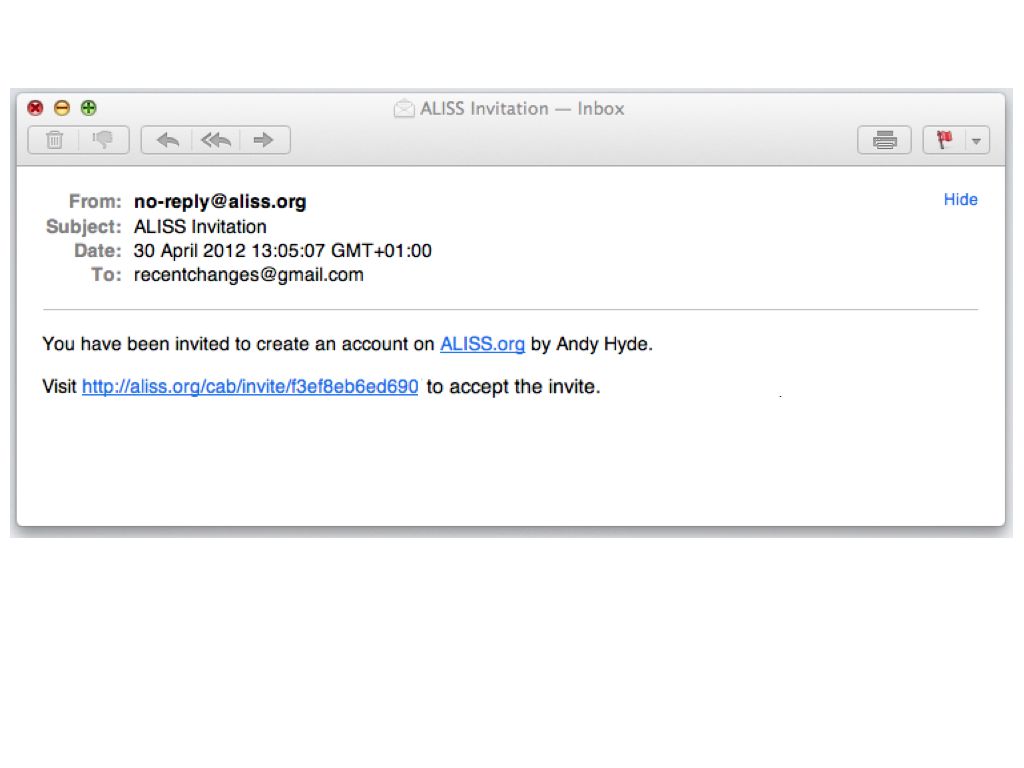 ALISS Invitation — Inbox
From: no-reply@aliss.org
Hide
Subject: ALISS Invitation
Date: 30 April 2012 13:05:07 GMT+01:00
To: recentchanges@gmail.com
You have been invited to create an account on ALISS.org by Andy Hyde.
Visit http://aliss.org/cab/invite/f3ef8eb6ed690 to accept the invite.